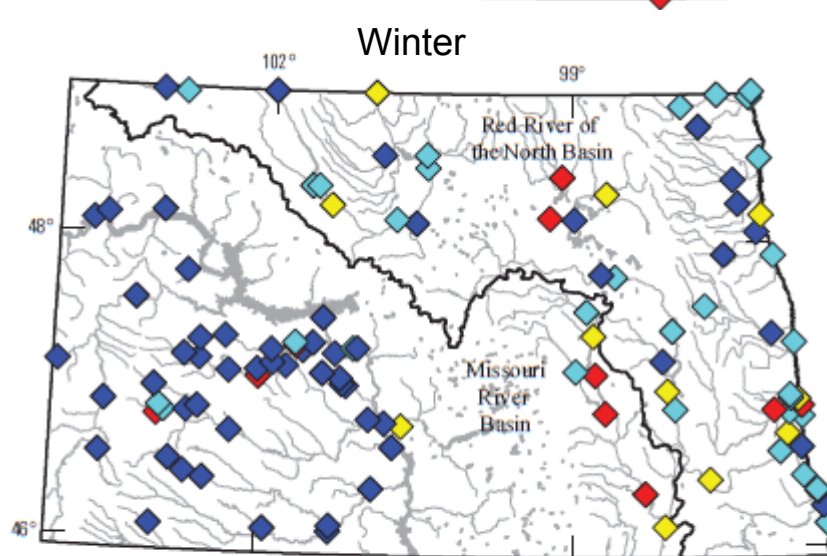 Winter
102°
99°
Red River of
the North Basin
48°
Missouri
River
Basin
46°